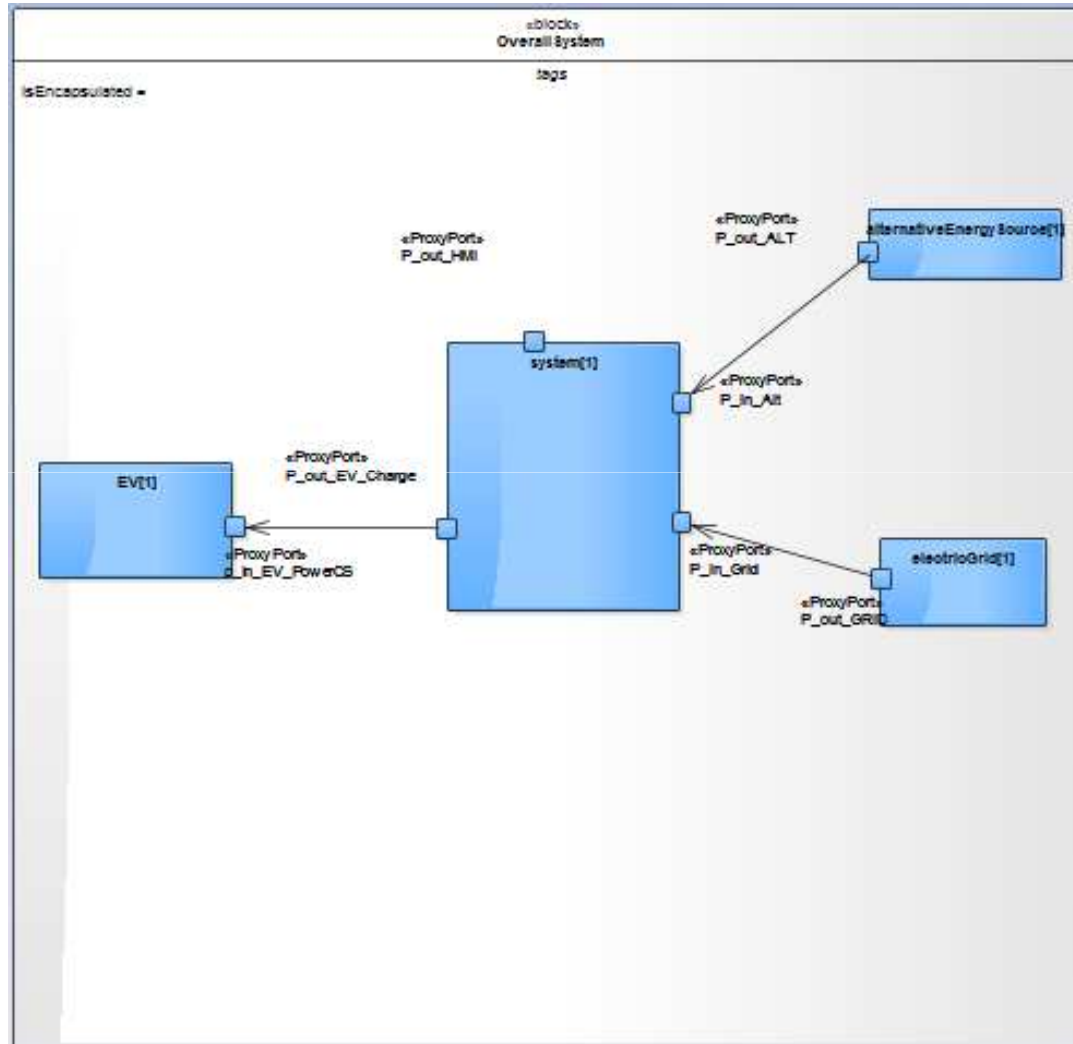 «block»
Overall System
tags
isEncapsulated =
«ProxyPort»
P_out_HMI
«ProxyPort»
P_out_ALT
alternativeEnergySource[1]
system[1]
«ProxyPort»
P_in_Alt
«ProxyPort»
P_out_EV_Charge
EV[1]
«ProxyPort»
p_in_EV_PowerCS
«ProxyPort»
P_in_Grid
electricGrid[1]
«ProxyPort»
P_out_GRID